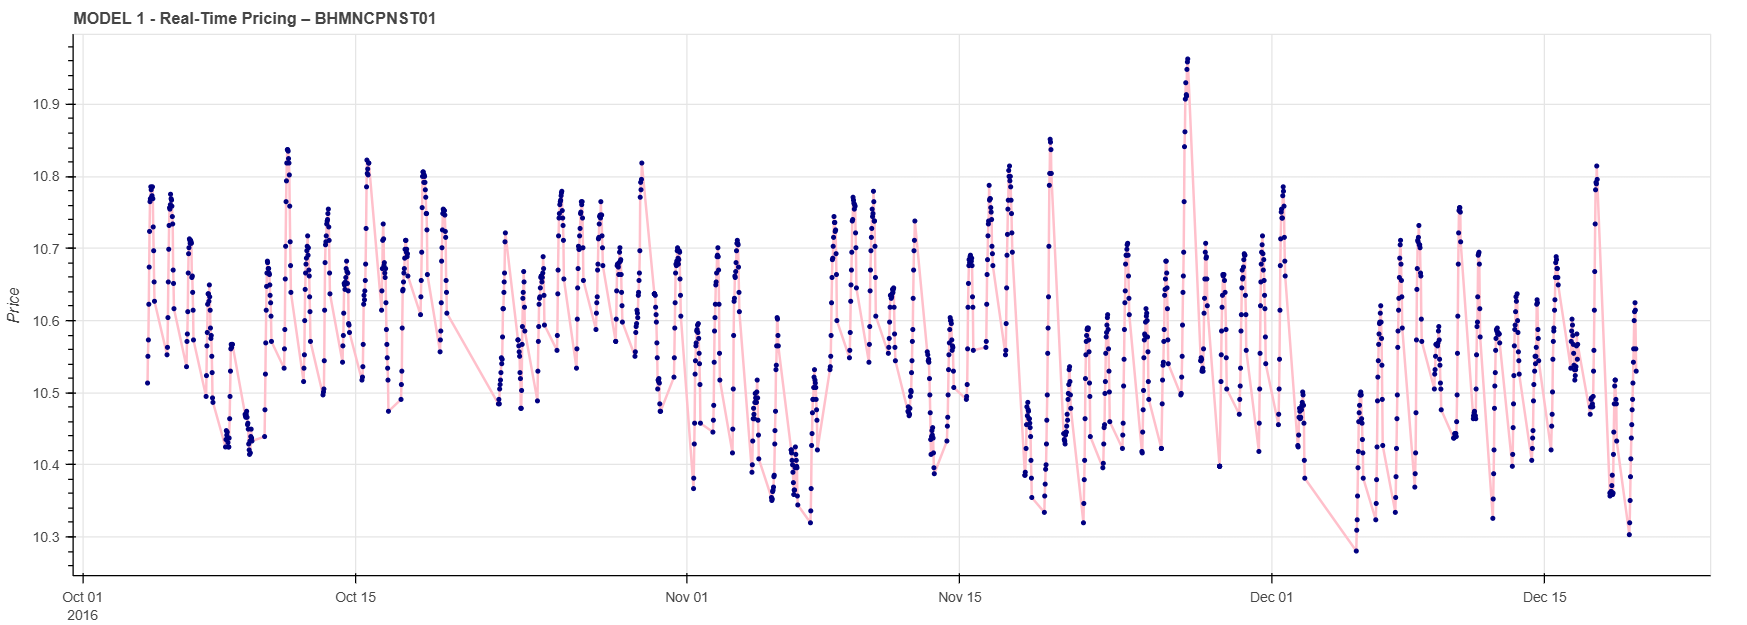 MODEL 1 - Real-Time Pricing – BHMNCPNST01
Price
10.9
10.8
10.7
10.6
10.5
10.4
10.3
Oct 01 Oct 15 Nov 01 Nov 15 Dec 01 Dec 15
2016